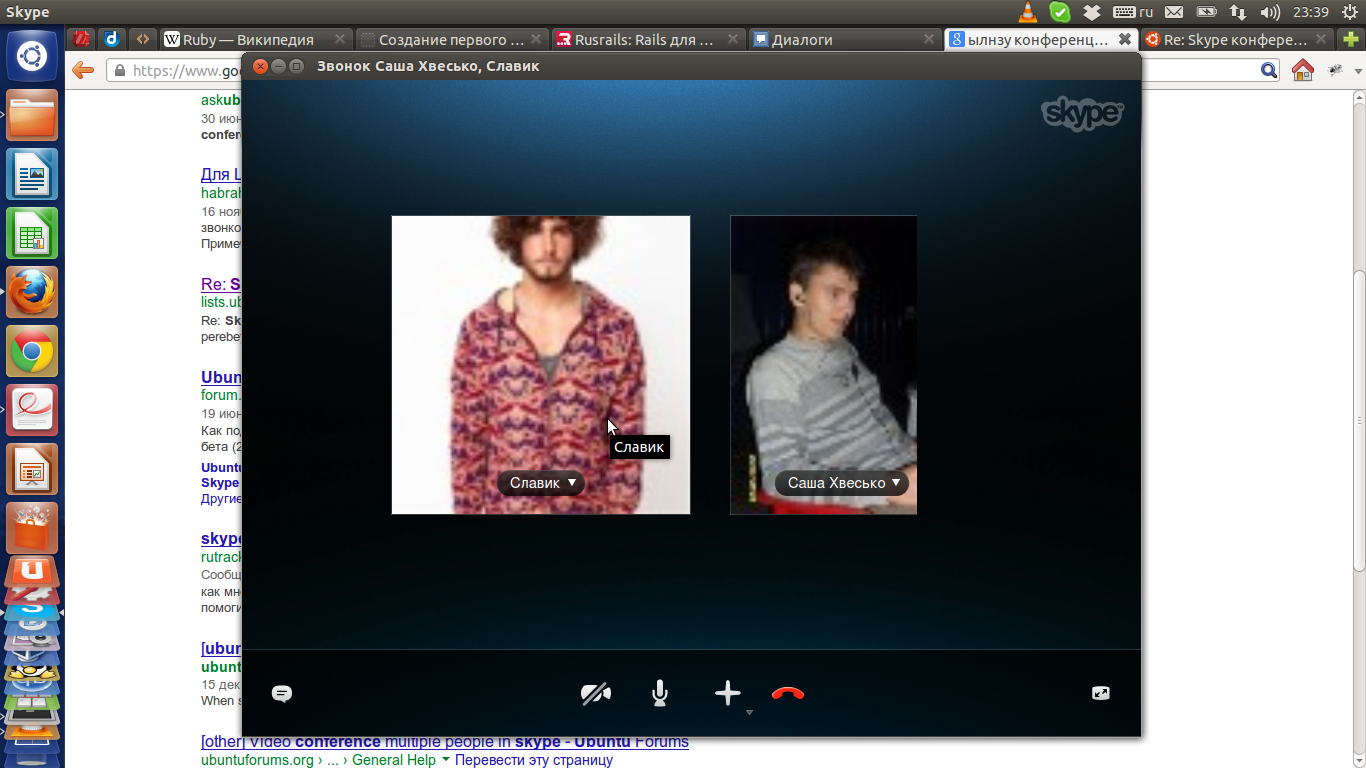 Skype
ru
23:39
Ruby — Википедия
Создание первого ...
Rusrails: Rails для ...
Диалоги
ылнзу конференц...
Re: Skype конфере...
https://www.goo
Звонок Саша Хвесько, Славик
skype
askub
30 июн
confer
Для L
habrah
16 ноя
звонко
Приме
Re: S
lists.ub
Re: Sk
perebe
Ubun
forum.
19 июн
Как по
бета (2
Ubuntu
Skype
Другие
skype
rutrack
Сообщ
как мн
помоги
[ubun
ubunt
15 дек
When s
Славик
Славик
Саша Хвесько
[other] Video conference multiple people in skype - Ubuntu Forums
ubuntuforums.org › ... › General Help Перевести эту страницу